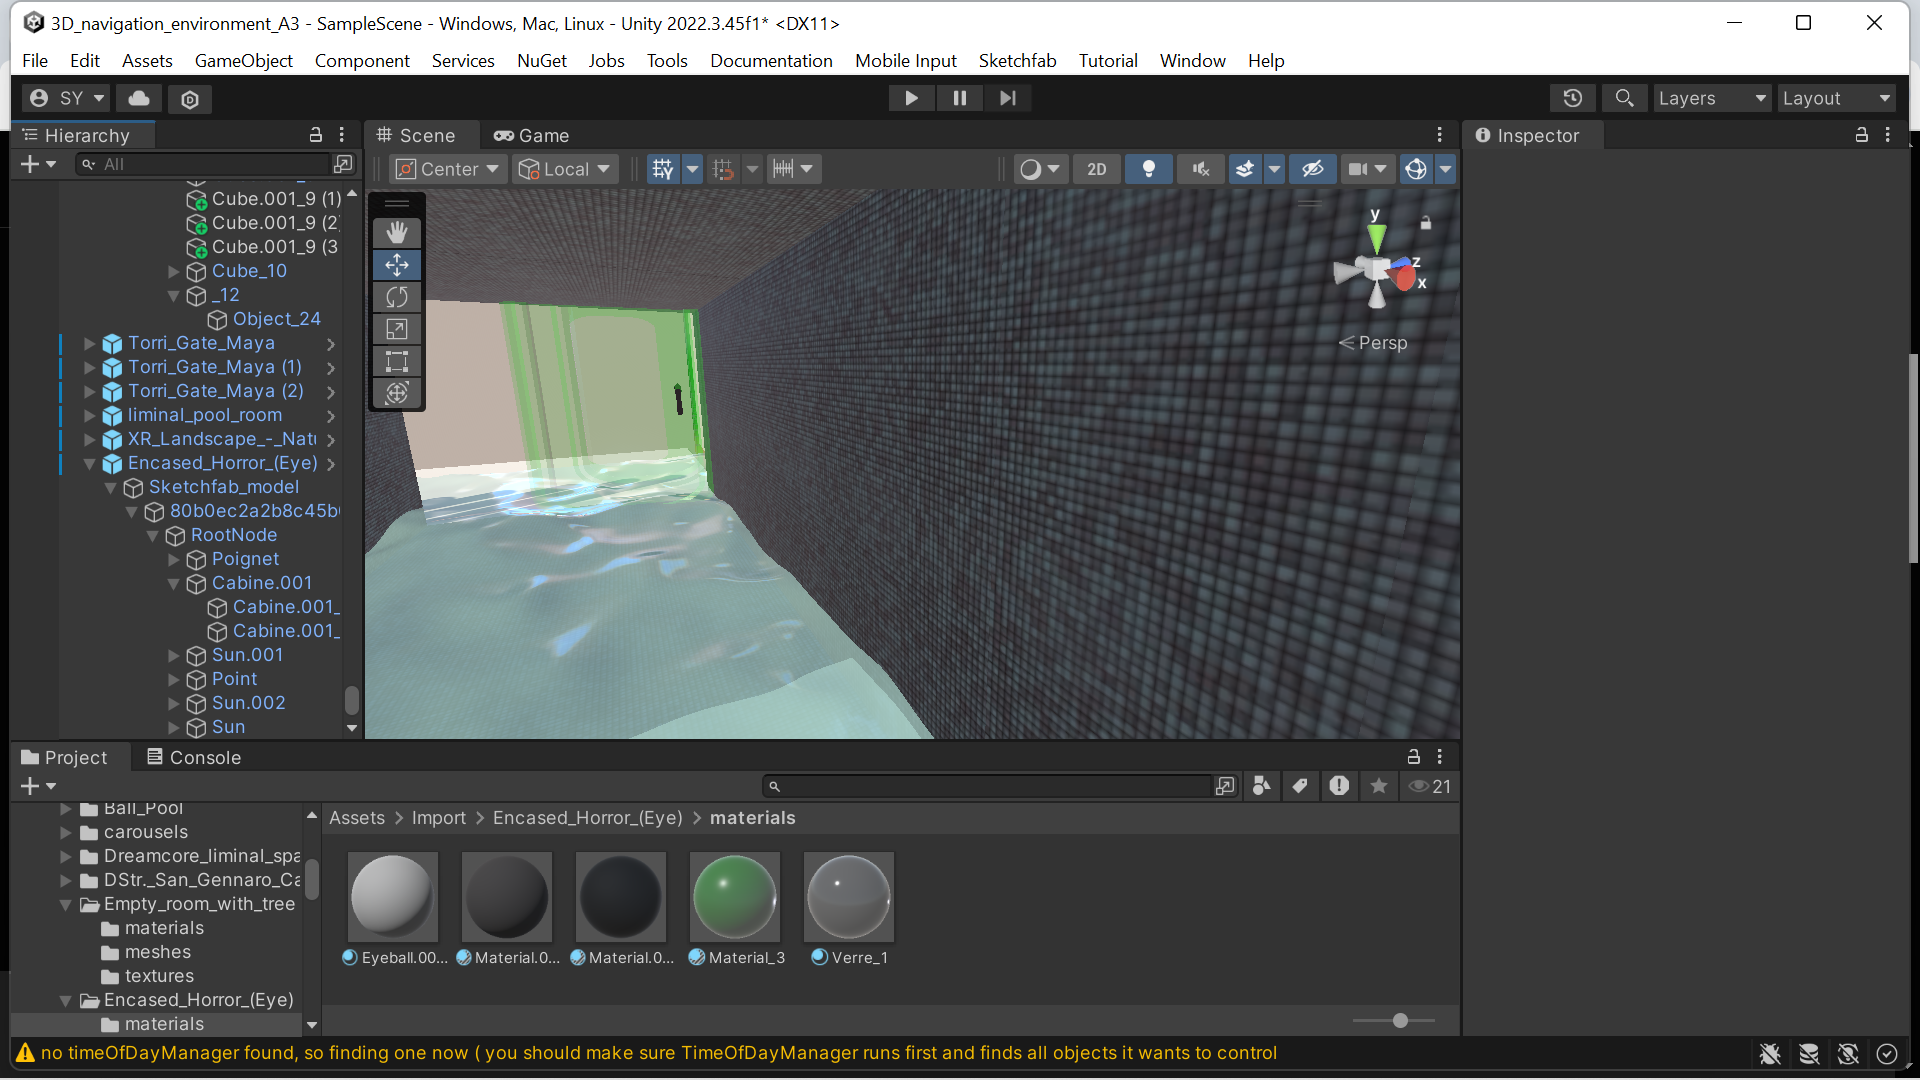 3D_navigation_environment_A3 - SampleScene - Windows, Mac, Linux - Unity 2022.3.45f1* <DX11>
File Edit Assets GameObject Component Services NuGet Jobs Tools Documentation Mobile Input Sketchfab Tutorial Window Help
SY
Layers
Layout
Hierarchy
All
Cube.001_9 (1)
Cube.001_9 (2
Cube.001_9 (3
Cube_10
_12
Object_24
Torri_Gate_Maya
Torri_Gate_Maya (1)
Torri_Gate_Maya (2)
liminal_pool_room
XR_Landscape_-_Natu
Encased_Horror_(Eye)
Sketchfab_model
80b0ec2a2b8c45b
RootNode
Poignet
Cabine.001
Cabine.001_
Cabine.001_
Sun.001
Point
Sun.002
Sun
Scene
Game
Center
Local
2D
y
z
x
Persp
Inspector
Project
Console
21
Ball_Pool
carousels
Dreamcore_liminal_spa
DStr._San_Gennaro_Ca
Empty_room_with_tree
materials
meshes
textures
Encased_Horror_(Eye)
materials
Assets > Import > Encased_Horror_(Eye) > materials
Eyeball.00...
Material.0...
Material.0...
Material_3
Verre_1
no timeOfDayManager found, so finding one now ( you should make sure TimeOfDayManager runs first and finds all objects it wants to control